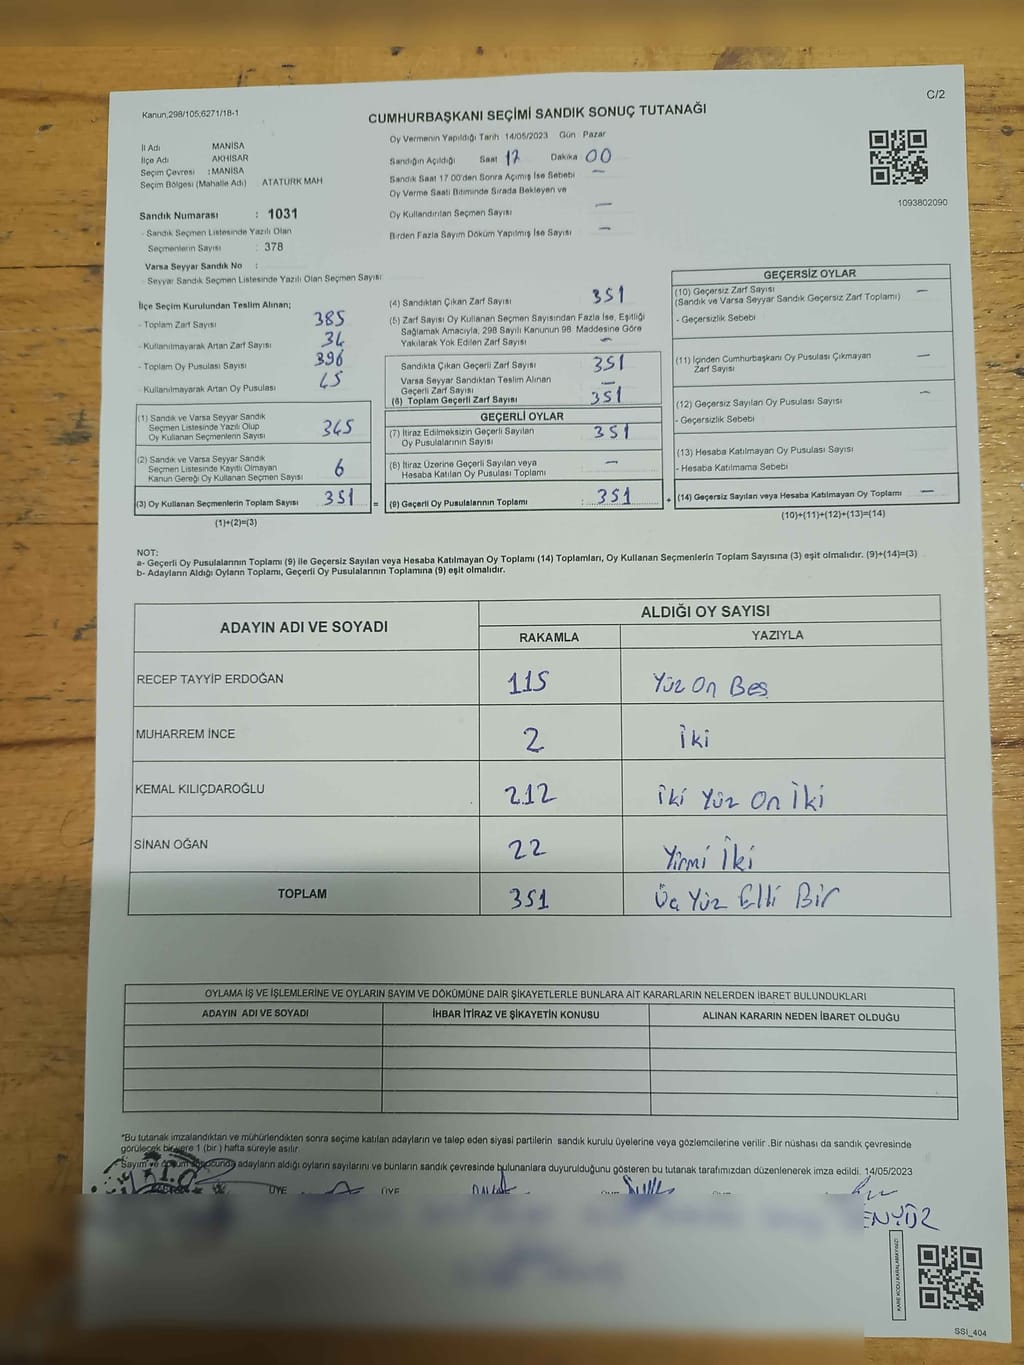 Kanun,298/105;6271/18-1
C/2
CUMHURBAŞKANI SEÇİMİ SANDIK SONUÇ TUTANAĞI
İl Adı MANİSA
İlçe Adı AKHİSAR
Seçim Çevresi : MANİSA
Seçim Bölgesi (Mahalle Adı) ATATÜRK MAH
Oy Vermenin Yapıldığı Tarih 14/05/2023 Gün Pazar
Sandığın Açıldığı Saat 17 Dakika 00
Sandık Saat 17.00'den Sonra Açımış İse Sebebi —
Oy Verme Saati Bitiminde Sırada Bekleyen ve
Oy Kullandırılan Seçmen Sayısı —
Birden Fazla Sayım Döküm Yapılmış İse Sayısı —
1093802090
Sandık Numarası : 1031
- Sandık Seçmen Listesinde Yazılı Olan
Seçmenlerin Sayısı : 378
Varsa Seyyar Sandık No :
- Seyyar Sandık Seçmen Listesinde Yazılı Olan Seçmen Sayısı:
İlçe Seçim Kurulundan Teslim Alınan;
- Toplam Zarf Sayısı 385
- Kullanılmayarak Artan Zarf Sayısı 34
- Toplam Oy Pusulası Sayısı 396
- Kullanılmayarak Artan Oy Pusulası 45
(1) Sandık ve Varsa Seyyar Sandık
Seçmen Listesinde Yazılı Olup
Oy Kullanan Seçmenlerin Sayısı 345
(2) Sandık ve Varsa Seyyar Sandık
Seçmen Listesinde Kayıtlı Olmayan
Kanun Gereği Oy Kullanan Seçmen Sayısı 6
(3) Oy Kullanan Seçmenlerin Toplam Sayısı 351 =
(1)+(2)=(3)
(4) Sandıktan Çıkan Zarf Sayısı 351
(5) Zarf Sayısı Oy Kullanan Seçmen Sayısından Fazla İse, Eşitliği
Sağlamak Amacıyla, 298 Sayılı Kanunun 98. Maddesine Göre
Yakılarak Yok Edilen Zarf Sayısı —
Sandıkta Çıkan Geçerli Zarf Sayısı 351
Varsa Seyyar Sandıktan Teslim Alınan
Geçerli Zarf Sayısı —
(6) Toplam Geçerli Zarf Sayısı 351
GEÇERLİ OYLAR
(7) İtiraz Edilmeksizin Geçerli Sayılan
Oy Pusulalarının Sayısı 351
(8) İtiraz Üzerine Geçerli Sayılan veya
Hesaba Katılan Oy Pusulası Toplamı —
(9) Geçerli Oy Pusulalarının Toplamı : 351 +
GEÇERSİZ OYLAR
(10) Geçersiz Zarf Sayısı —
(Sandık ve Varsa Seyyar Sandık Geçersiz Zarf Toplamı)
- Geçersizlik Sebebi
(11) İçinden Cumhurbaşkanı Oy Pusulası Çıkmayan —
Zarf Sayısı
(12) Geçersiz Sayılan Oy Pusulası Sayısı —
- Geçersizlik Sebebi
(13) Hesaba Katılmayan Oy Pusulası Sayısı
- Hesaba Katılmama Sebebi
(14) Geçersiz Sayılan veya Hesaba Katılmayan Oy Toplamı —
(10)+(11)+(12)+(13)=(14)
NOT:
a- Geçerli Oy Pusulalarının Toplamı (9) ile Geçersiz Sayılan veya Hesaba Katılmayan Oy Toplamı (14) Toplamları, Oy Kullanan Seçmenlerin Toplam Sayısına (3) eşit olmalıdır. (9)+(14)=(3)
b- Adayların Aldığı Oyların Toplamı, Geçerli Oy Pusulalarının Toplamına (9) eşit olmalıdır.
ADAYIN ADI VE SOYADI
ALDIĞI OY SAYISI
RAKAMLA YAZIYLA
RECEP TAYYİP ERDOĞAN 115 Yüz On Beş
MUHARREM İNCE 2 İki
KEMAL KILIÇDAROĞLU 212 İki Yüz On İki
SİNAN OĞAN 22 Yirmi İki
TOPLAM 351 Üç Yüz Elli Bir
OYLAMA İŞ VE İŞLEMLERİNE VE OYLARIN SAYIM VE DÖKÜMÜNE DAİR ŞİKAYETLERLE BUNLARA AİT KARARLARIN NELERDEN İBARET BULUNDUKLARI
ADAYIN ADI VE SOYADI İHBAR İTİRAZ VE ŞİKAYETİN KONUSU ALINAN KARARIN NEDEN İBARET OLDUĞU
*Bu tutanak imzalandıktan ve mühürlendikten sonra seçime katılan adayların ve talep eden siyasi partilerin sandık kurulu üyelerine veya gözlemcilerine verilir .Bir nüshası da sandık çevresinde
görülecek bir yere 1 (bir ) hafta süreyle asılır.
Sayım ve adayların aldığı oyların sayılarını ve bunların sandık çevresinde bulunanlara duyurulduğunu gösteren bu tutanak tarafımızdan düzenlenerek imza edildi. 14/05/2023
ÜYE ÜYE
KARE KODU KARALAMAYINIZ!
SSI_404